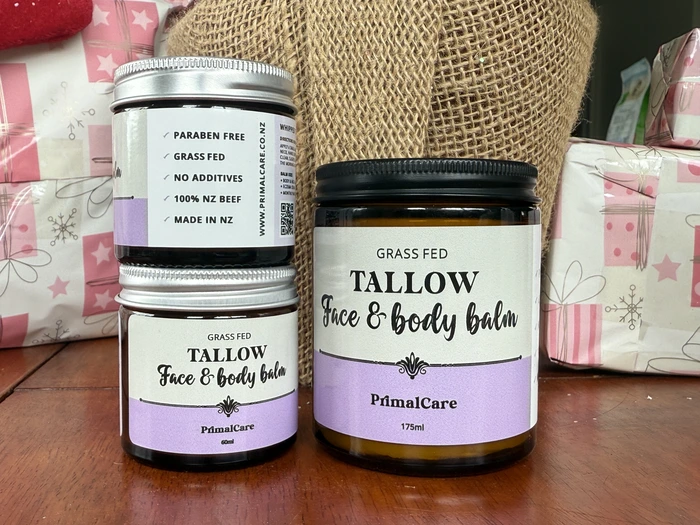 PARABEN FREE
GRASS FED
NO ADDITIVES
100% NZ BEEF
MADE IN NZ
WWW.PRIMALCARE.CO.NZ
GRASS FED
TALLOW
Face & body balm
PrimalCare
60ml
GRASS FED
TALLOW
Face & body balm
PrimalCare
175ml